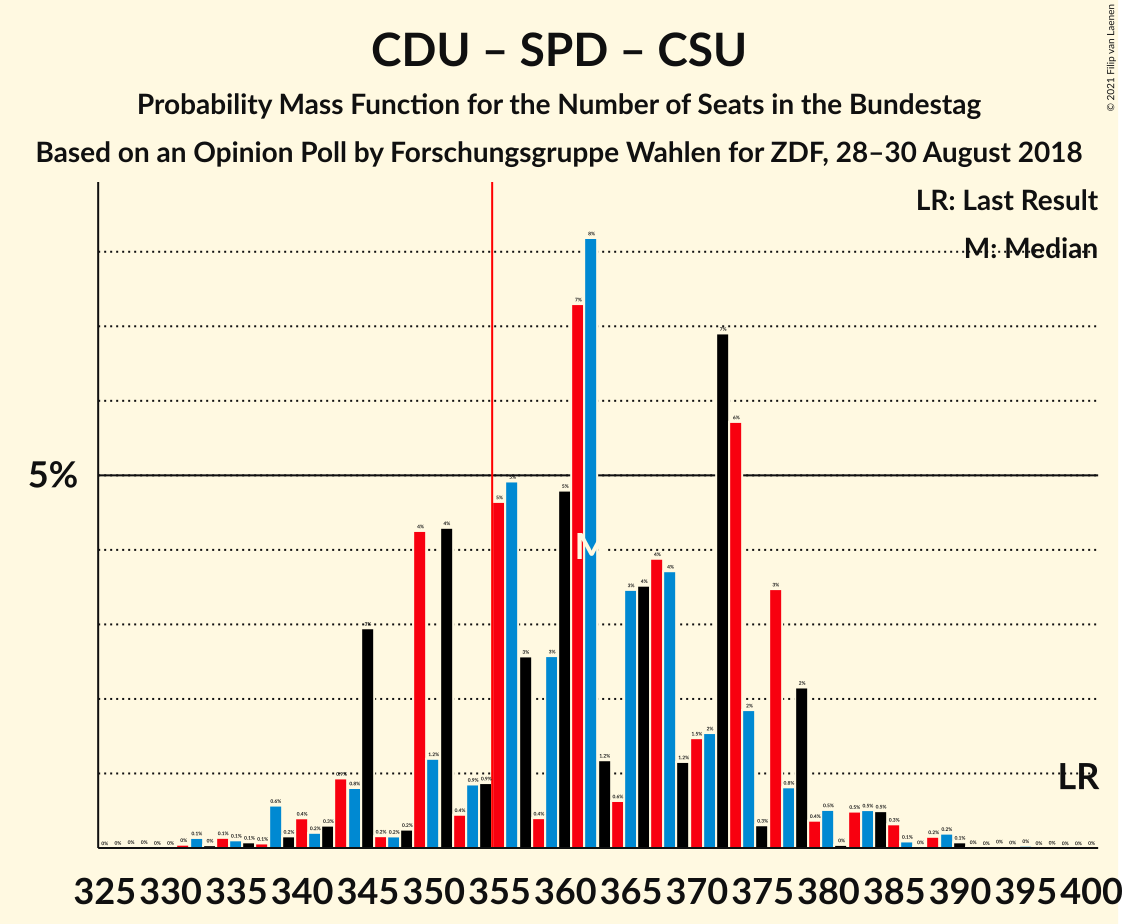 CDU – SPD – CSU
Probability Mass Function for the Number of Seats in the Bundestag
Based on an Opinion Poll by Forschungsgruppe Wahlen for ZDF, 28–30 August 2018
© 2021 Filip van Laenen
LR: Last Result
M: Median
5%
M
LR
325 330 335 340 345 350 355 360 365 370 375 380 385 390 395 400